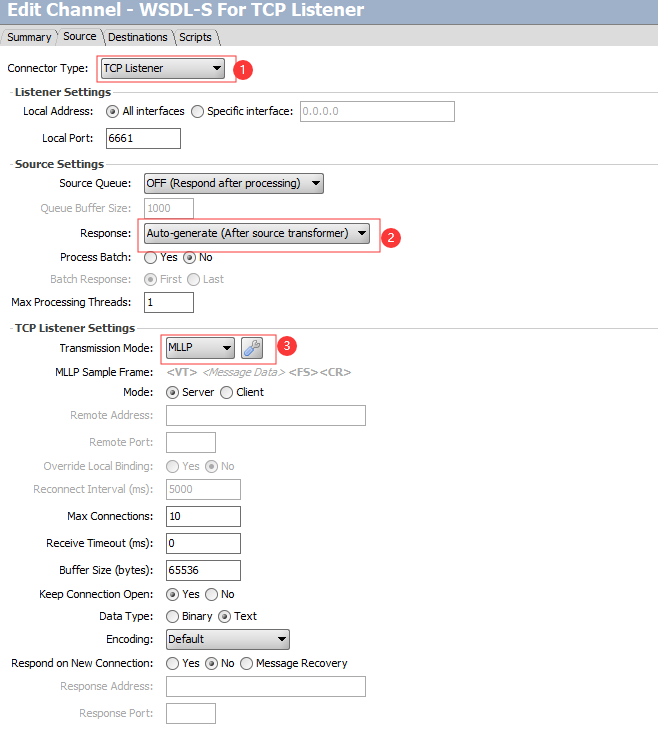 Edit Channel - WSDL-S For TCP Listener
Summary Source Destinations Scripts
Connector Type: TCP Listener 1
Listener Settings
Local Address: All interfaces Specific interface: 0.0.0.0
Local Port: 6661
Source Settings
Source Queue: OFF (Respond after processing)
Queue Buffer Size: 1000
Response: Auto-generate (After source transformer) 2
Process Batch: Yes No
Batch Response: First Last
Max Processing Threads: 1
TCP Listener Settings
Transmission Mode: MLLP 3
MLLP Sample Frame: <VT> <Message Data> <FS><CR>
Mode: Server Client
Remote Address:
Remote Port:
Override Local Binding: Yes No
Reconnect Interval (ms): 5000
Max Connections: 10
Receive Timeout (ms): 0
Buffer Size (bytes): 65536
Keep Connection Open: Yes No
Data Type: Binary Text
Encoding: Default
Respond on New Connection: Yes No Message Recovery
Response Address:
Response Port: